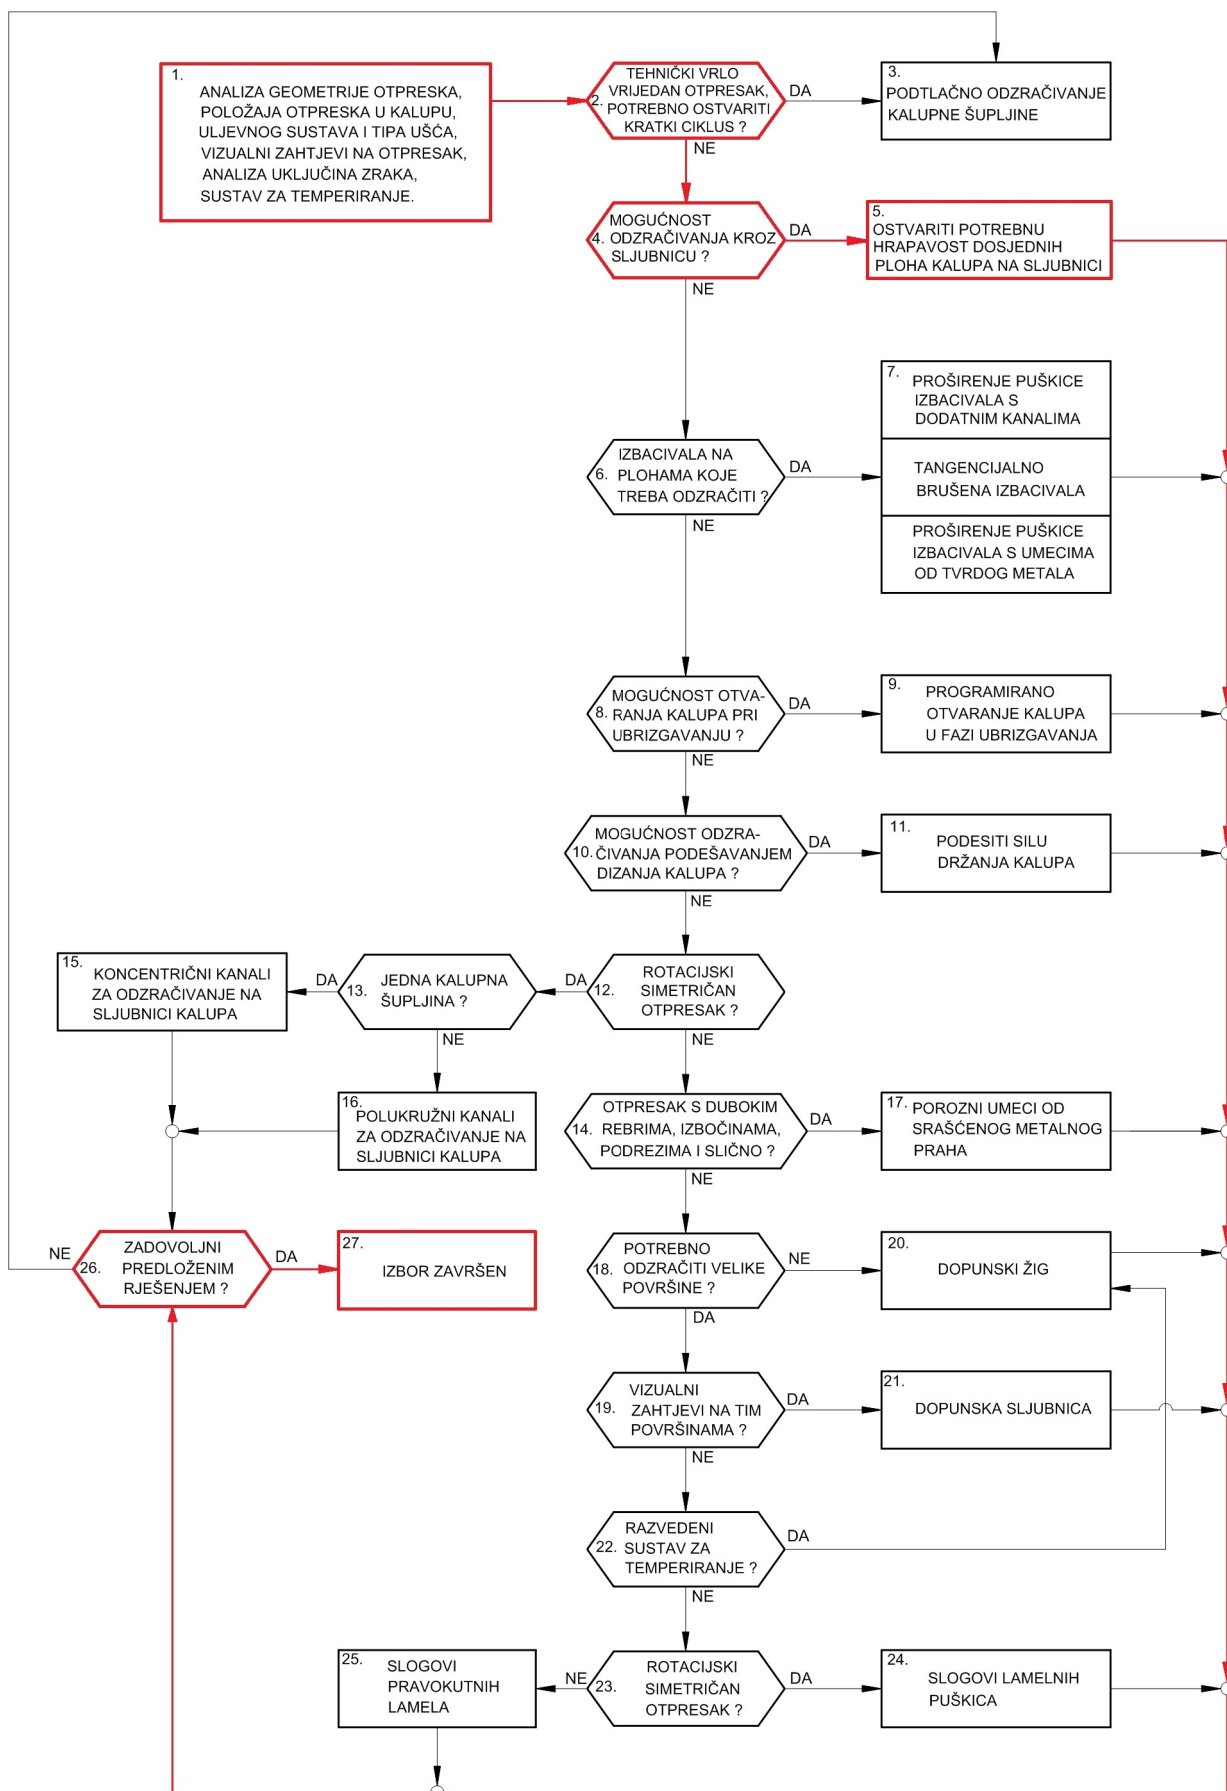 1.
ANALIZA GEOMETRIJE OTPRESKA,
POLOŽAJA OTPRESKA U KALUPU,
ULJEVNOG SUSTAVA I TIPA UŠĆA,
VIZUALNI ZAHTJEVI NA OTPRESAK,
ANALIZA UKLJUČINA ZRAKA,
SUSTAV ZA TEMPERIRANJE.
TEHNIČKI VRLO
VRIJEDAN OTPRESAK,
2. POTREBNO OSTVARITI
KRATKI CIKLUS ?
DA
NE
3.
PODTLAČNO ODZRAČIVANJE
KALUPNE ŠUPLJINE
MOGUĆNOST
4. ODZRAČIVANJA KROZ
SLJUBNICU ?
DA
NE
5.
OSTVARITI POTREBNU
HRAPAVOST DOSJEDNIH
PLOHA KALUPA NA SLJUBNICI
IZBACIVALA NA
6. PLOHAMA KOJE
TREBA ODZRAČITI ?
DA
NE
7. PROŠIRENJE PUŠKICE
IZBACIVALA S
DODATNIM KANALIMA
TANGENCIJALNO
BRUŠENA IZBACIVALA
PROŠIRENJE PUŠKICE
IZBACIVALA S UMECIMA
OD TVRDOG METALA
MOGUĆNOST OTVA-
8. RANJA KALUPA PRI
UBRIZGAVANJU ?
DA
NE
9. PROGRAMIRANO
OTVARANJE KALUPA
U FAZI UBRIZGAVANJA
MOGUĆNOST ODZRA-
10. ČIVANJA PODEŠAVANJEM
DIZANJA KALUPA ?
DA
NE
11. PODESITI SILU
DRŽANJA KALUPA
ROTACIJSKI
12. SIMETRIČAN
OTPRESAK ?
DA
NE
JEDNA KALUPNA
13. ŠUPLJINA ?
DA
NE
15. KONCENTRIČNI KANALI
ZA ODZRAČIVANJE NA
SLJUBNICI KALUPA
16. POLUKRUŽNI KANALI
ZA ODZRAČIVANJE NA
SLJUBNICI KALUPA
OTPRESAK S DUBOKIM
14. REBRIMA, IZBOČINAMA,
PODREZIMA I SLIČNO ?
DA
NE
17. POROZNI UMECI OD
SRAŠĆENOG METALNOG
PRAHA
ZADOVOLJNI
26. PREDLOŽENIM
RJEŠENJEM ?
NE
DA
27.
IZBOR ZAVRŠEN
POTREBNO
18. ODZRAČITI VELIKE
POVRŠINE ?
NE
DA
20.
DOPUNSKI ŽIG
VIZUALNI
19. ZAHTJEVI NA TIM
POVRŠINAMA ?
DA
NE
21.
DOPUNSKA SLJUBNICA
RAZVEDENI
22. SUSTAV ZA
TEMPERIRANJE ?
DA
NE
ROTACIJSKI
23. SIMETRIČAN
OTPRESAK ?
NE
DA
25. SLOGOVI
PRAVOKUTNIH
LAMELA
24. SLOGOVI LAMELNIH
PUŠKICA